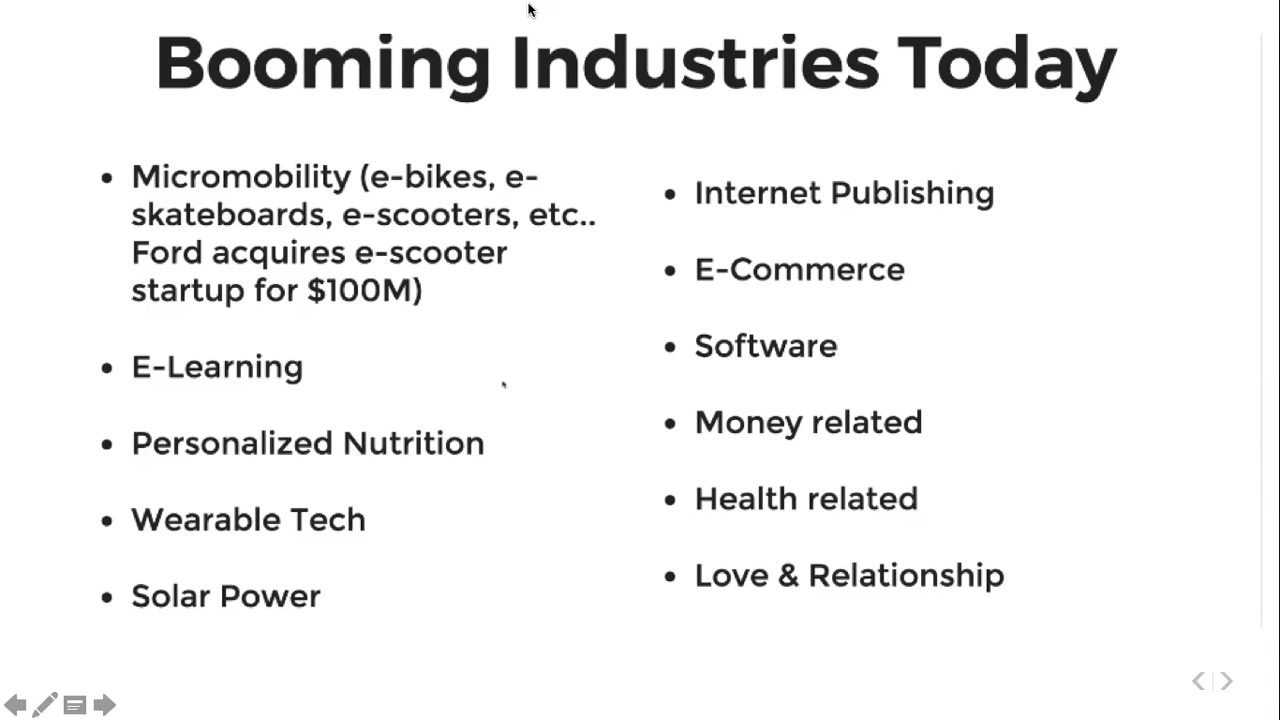 Booming Industries Today
• Micromobility (e-bikes, e-
skateboards, e-scooters, etc..
Ford acquires e-scooter
startup for $100M)
• E-Learning
• Personalized Nutrition
• Wearable Tech
• Solar Power
• Internet Publishing
• E-Commerce
• Software
• Money related
• Health related
• Love & Relationship